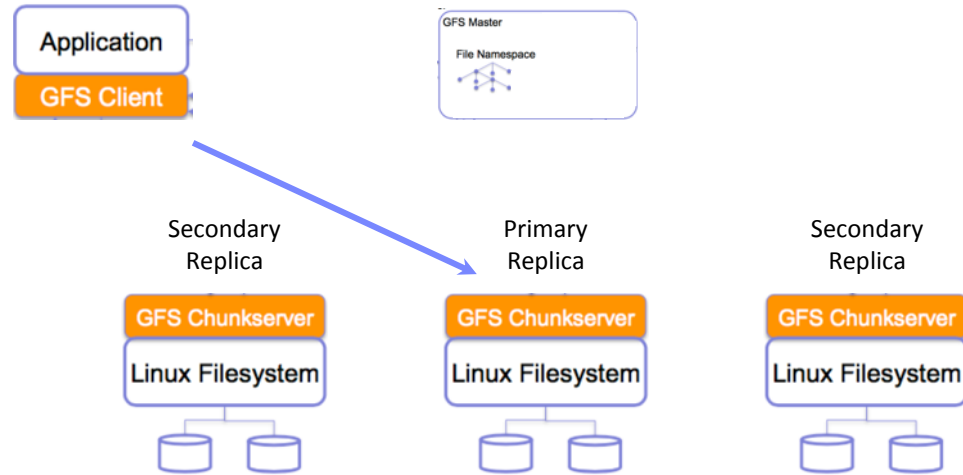 Application
GFS Client
GFS Master
File Namespace
Secondary
Replica
Primary
Replica
Secondary
Replica
GFS Chunkserver
GFS Chunkserver
GFS Chunkserver
Linux Filesystem
Linux Filesystem
Linux Filesystem